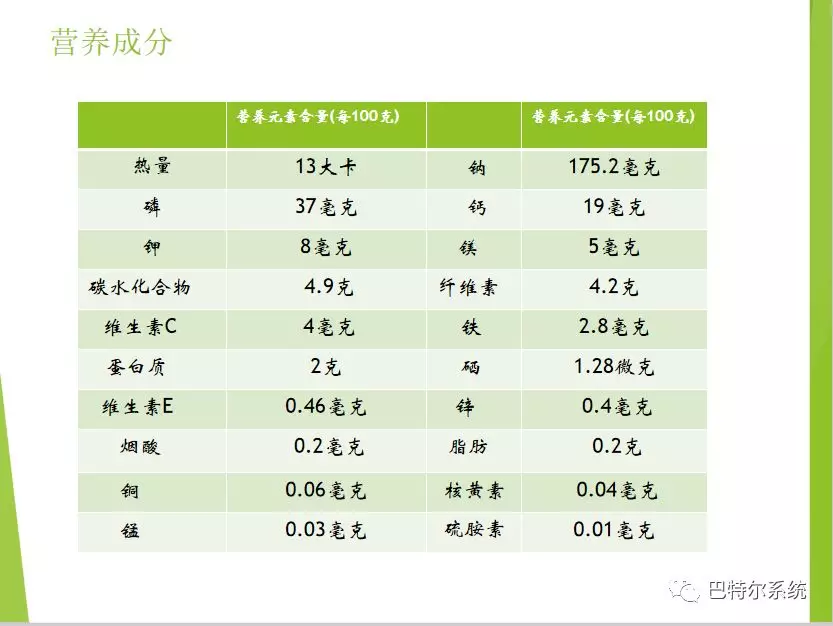 营养成分
营养元素含量(每100克) 营养元素含量(每100克)
热量 13大卡 钠 175.2毫克
磷 37毫克 钙 19毫克
钾 8毫克 镁 5毫克
碳水化合物 4.9克 纤维素 4.2克
维生素C 4毫克 铁 2.8毫克
蛋白质 2克 硒 1.28微克
维生素E 0.46毫克 锌 0.4毫克
烟酸 0.2毫克 脂肪 0.2克
铜 0.06毫克 核黄素 0.04毫克
锰 0.03毫克 硫胺素 0.01毫克
巴特尔系统